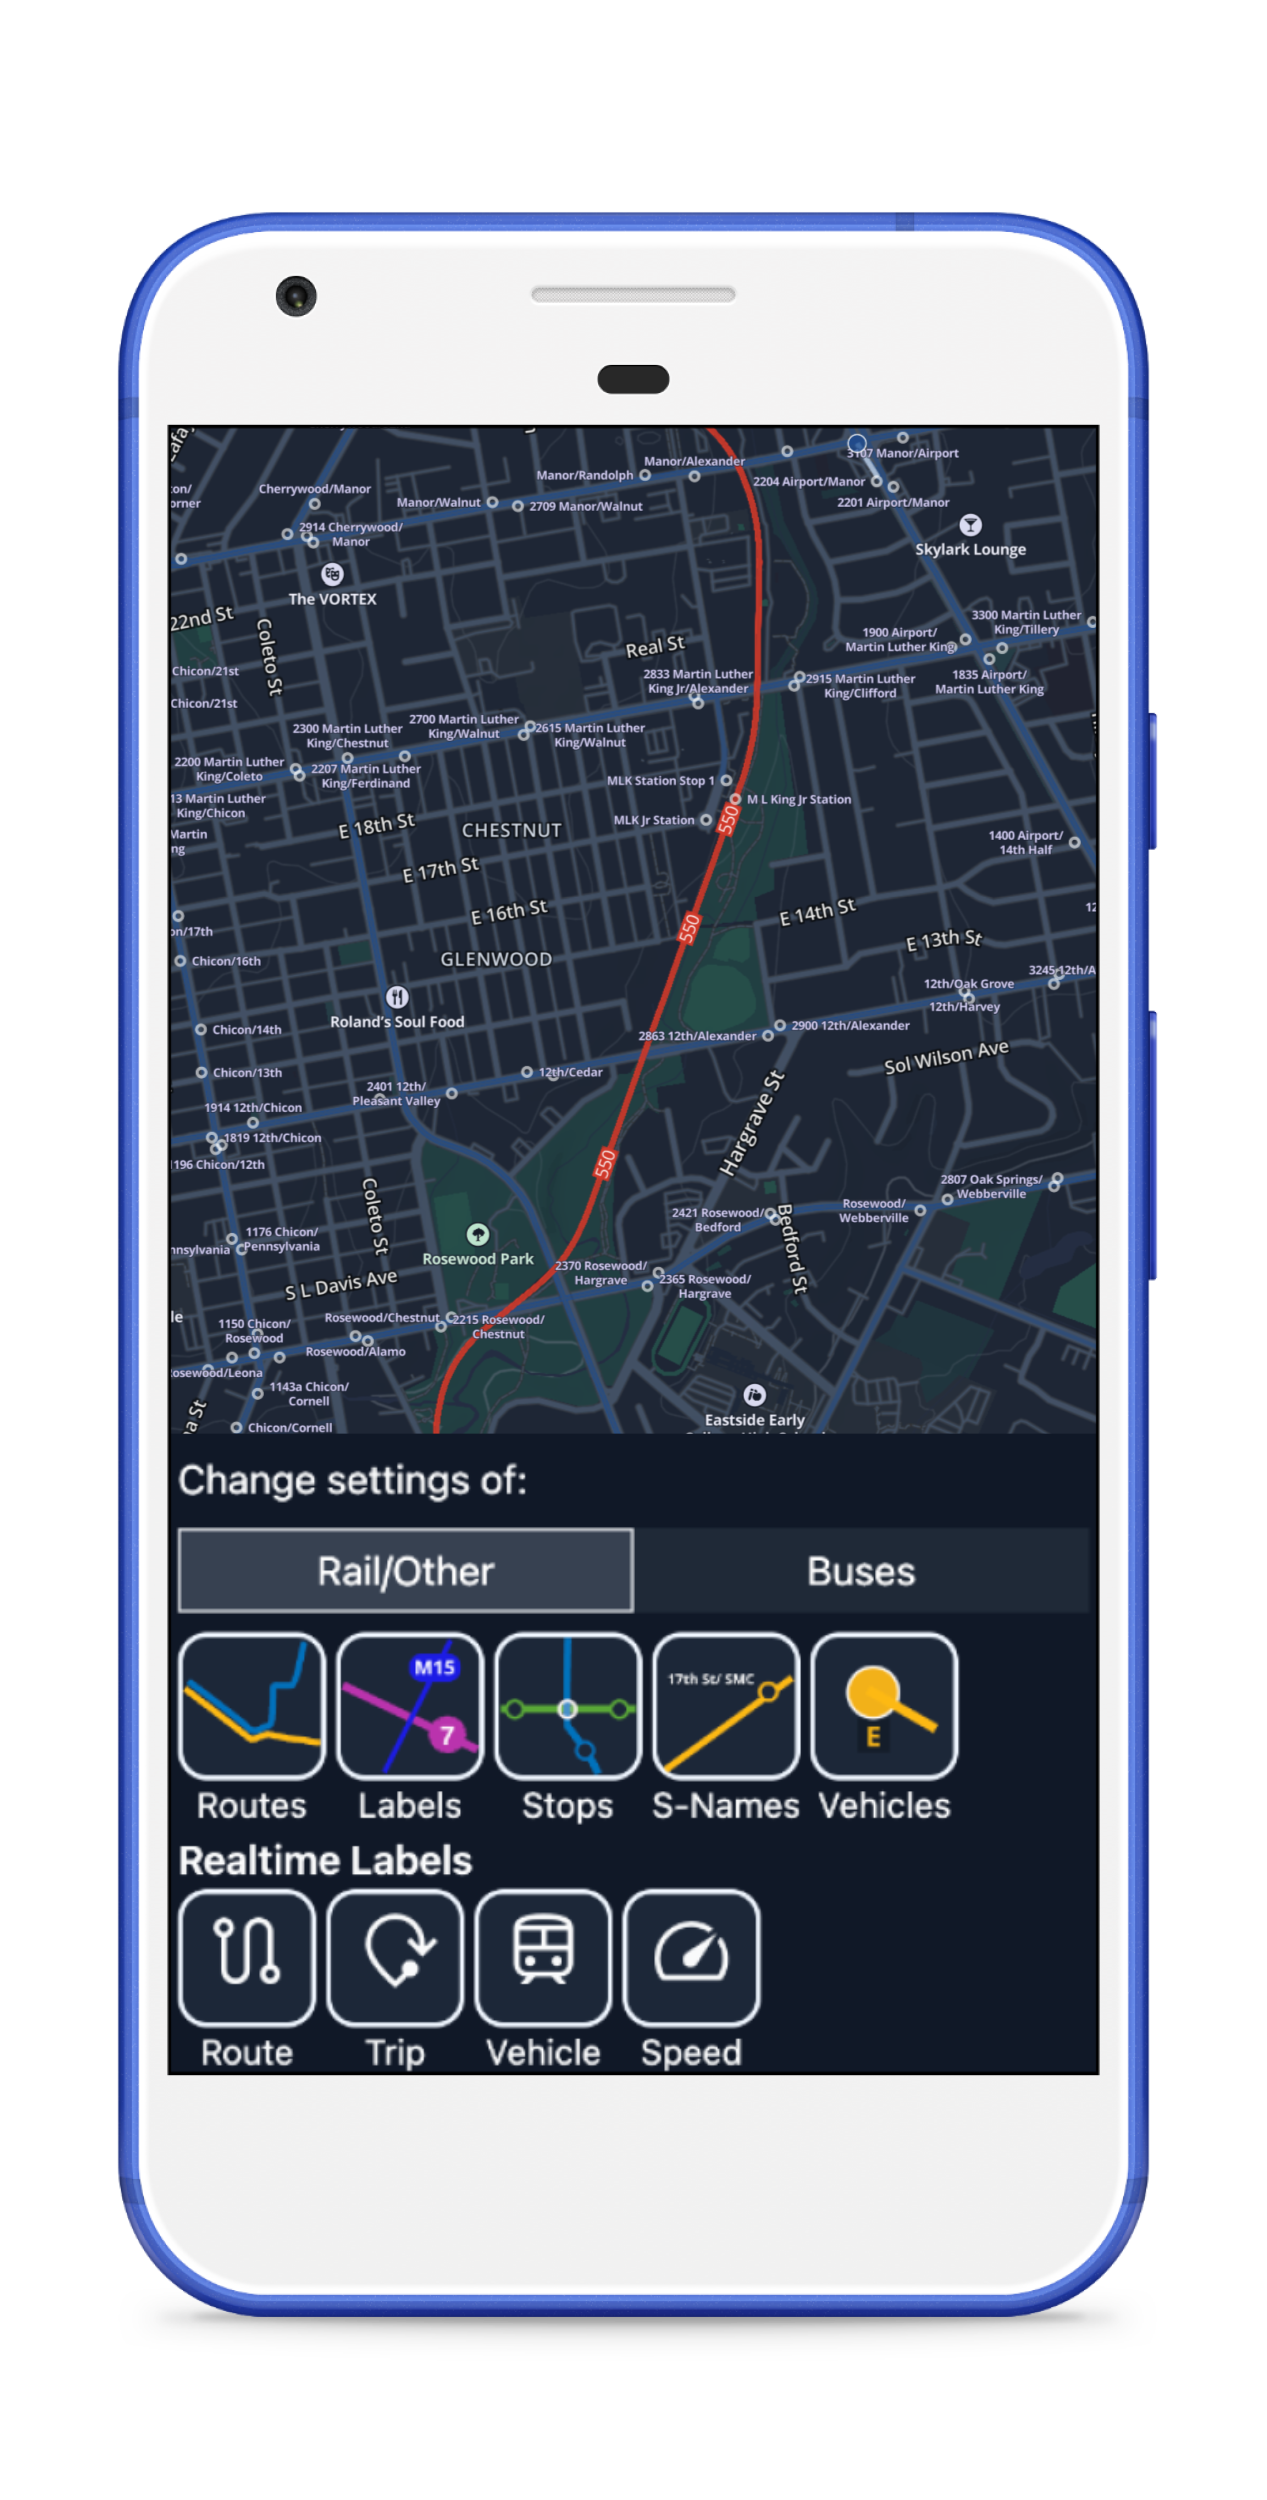 Manor/Alexander
3107 Manor/Airport
Manor/Randolph
2204 Airport/Manor
Cherrywood/Manor
Manor/Walnut
2709 Manor/Walnut
2201 Airport/Manor
2914 Cherrywood/
Manor
Skylark Lounge
The VORTEX
22nd St
Coleto St
3300 Martin Luther
King/Tillery
Real St
1900 Airport/
Martin Luther King
Chicon/21st
2833 Martin Luther
King Jr/Alexander
2915 Martin Luther
King/Clifford
1835 Airport/
Martin Luther King
Chicon/21st
2300 Martin Luther
King/Chestnut
2700 Martin Luther
King/Walnut
2615 Martin Luther
King/Walnut
2200 Martin Luther
King/Coleto
2207 Martin Luther
King/Ferdinand
MLK Station Stop 1
13 Martin Luther
King/Chicon
M L King Jr Station
MLK Jr Station
550
E 18th St
CHESTNUT
Martin
ng
1400 Airport/
14th Half
E 17th St
E 16th St
550
E 14th St
on/17th
E 13th St
Chicon/16th
GLENWOOD
3245 12th/A
12th/Oak Grove
12th/Harvey
Roland's Soul Food
Chicon/14th
2863 12th/Alexander
2900 12th/Alexander
Sol Wilson Ave
Chicon/13th
12th/Cedar
2401 12th/
Pleasant Valley
1914 12th/Chicon
Hargrave St
1819 12th/Chicon
196 Chicon/12th
550
2807 Oak Springs/
Webberville
Coleto St
2421 Rosewood/
Bedford
Bedford St
Rosewood/
Webberville
1176 Chicon/
Pennsylvania
nnsylvania
Rosewood Park
2370 Rosewood/
Hargrave
2365 Rosewood/
Hargrave
S L Davis Ave
le
1150 Chicon/
Rosewood
Rosewood/Chestnut
2215 Rosewood/
Chestnut
Rosewood/Alamo
osewood/Leona
1143a Chicon/
Cornell
Chicon/Cornell
Eastside Early
Change settings of:
Rail/Other
Buses
M15
7
17th St/ SMC
E
Routes
Labels
Stops
S-Names
Vehicles
Realtime Labels
Route
Trip
Vehicle
Speed